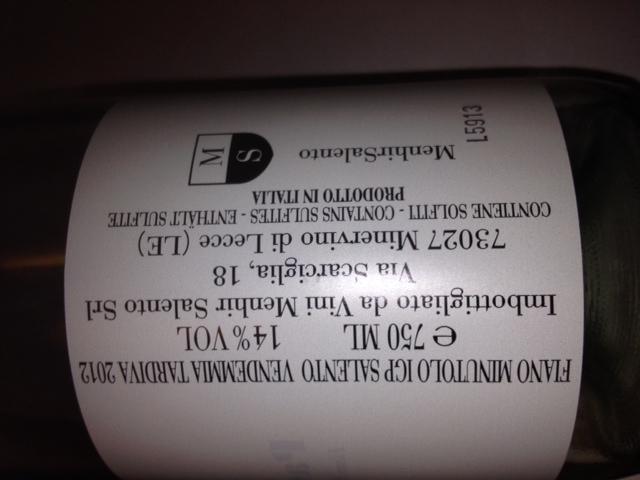 FIANO MINUTOLO IGP SALENTO VENDEMMIA TARDIVA 2012
e 750 ML 14% VOL
Imbottigliato da Vini Menhir Salento Srl
Via Scarciglia, 18
73027 Minervino di Lecce (LE)
CONTIENE SOLFITI - CONTAINS SULFITES - ENTHÄLT SULFITE
PRODOTTO IN ITALIA
MenhirSalento
M S
L5913